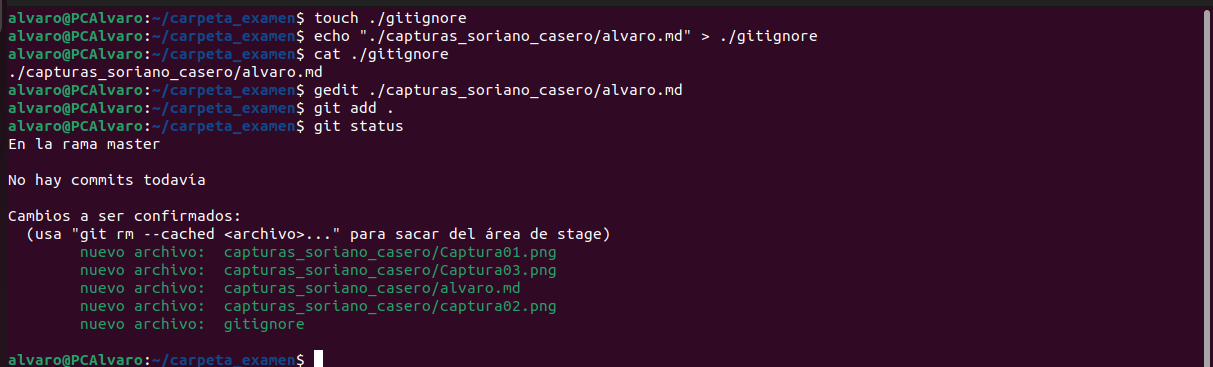 alvaro@PCAlvaro:~/carpeta_examen$ touch ./gitignore
alvaro@PCAlvaro:~/carpeta_examen$ echo "./capturas_soriano_casero/alvaro.md" > ./gitignore
alvaro@PCAlvaro:~/carpeta_examen$ cat ./gitignore
./capturas_soriano_casero/alvaro.md
alvaro@PCAlvaro:~/carpeta_examen$ gedit ./capturas_soriano_casero/alvaro.md
alvaro@PCAlvaro:~/carpeta_examen$ git add .
alvaro@PCAlvaro:~/carpeta_examen$ git status
En la rama master
No hay commits todavía
Cambios a ser confirmados:
  (usa "git rm --cached <archivo>..." para sacar del área de stage)
        nuevo archivo:  capturas_soriano_casero/Captura01.png
        nuevo archivo:  capturas_soriano_casero/Captura03.png
        nuevo archivo:  capturas_soriano_casero/alvaro.md
        nuevo archivo:  capturas_soriano_casero/captura02.png
        nuevo archivo:  gitignore
alvaro@PCAlvaro:~/carpeta_examen$